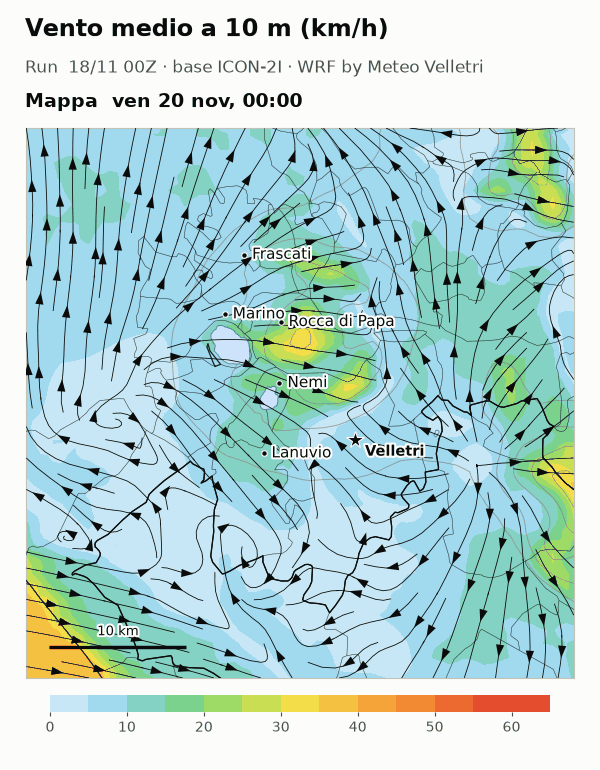 Vento medio a 10 m (km/h)
Run  18/11 00Z · base ICON-2I · WRF by Meteo Velletri
Mappa  ven 20 nov, 00:00
Frascati
Marino
Rocca di Papa
Nemi
Velletri
Lanuvio
10 km
0 10 20 30 40 50 60